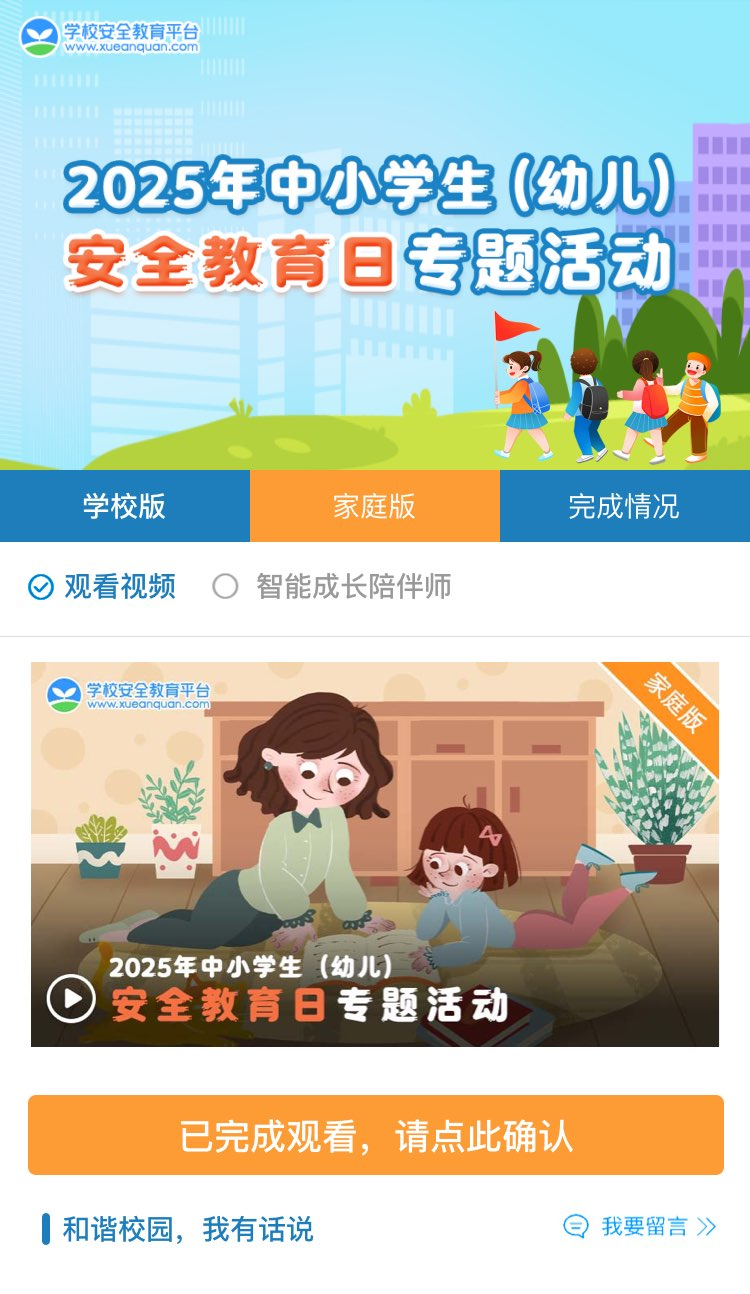 学校安全教育平台
www.xueanquan.com
2025年中小学生（幼儿）
安全教育日专题活动
学校版
家庭版
完成情况
观看视频
智能成长陪伴师
学校安全教育平台
www.xueanquan.com
家庭版
2025年中小学生（幼儿）
安全教育日专题活动
已完成观看，请点此确认
和谐校园，我有话说
我要留言